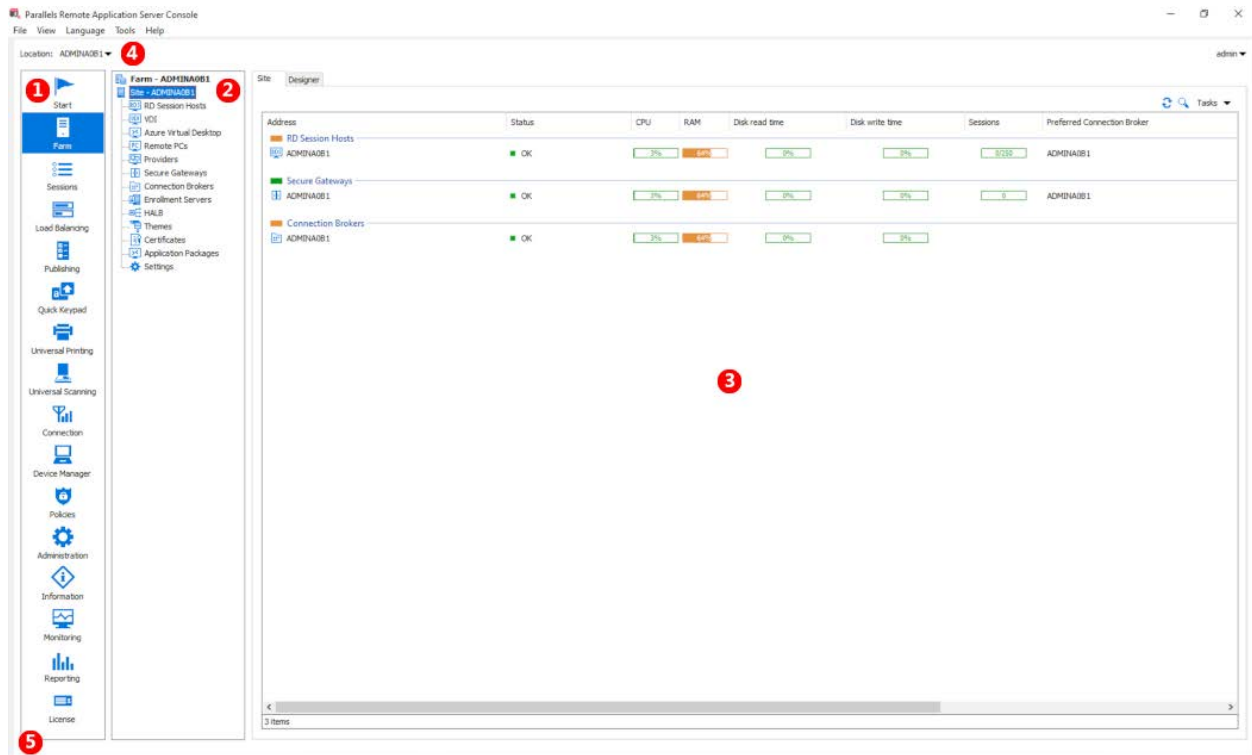 Parallels Remote Application Server Console
File View Language Tools Help
Location: ADMINA0B1
4
admin
1
Start
Farm
Sessions
Load Balancing
Publishing
Quick Keypad
Universal Printing
Universal Scanning
Connection
Device Manager
Policies
Administration
Information
Monitoring
Reporting
License
5
Farm - ADMINA0B1
Site - ADMINA0B1
2
RD Session Hosts
VDI
Azure Virtual Desktop
Remote PCs
Providers
Secure Gateways
Connection Brokers
Enrollment Servers
HALB
Themes
Certificates
Application Packages
Settings
Site Designer
Tasks
Address Status CPU RAM Disk read time Disk write time Sessions Preferred Connection Broker
RD Session Hosts
ADMINA0B1 OK 3% 64% 0% 0% 0/250 ADMINA0B1
Secure Gateways
ADMINA0B1 OK 3% 64% 0% 0% 0 ADMINA0B1
Connection Brokers
ADMINA0B1 OK 3% 64% 0% 0%
3
3 items